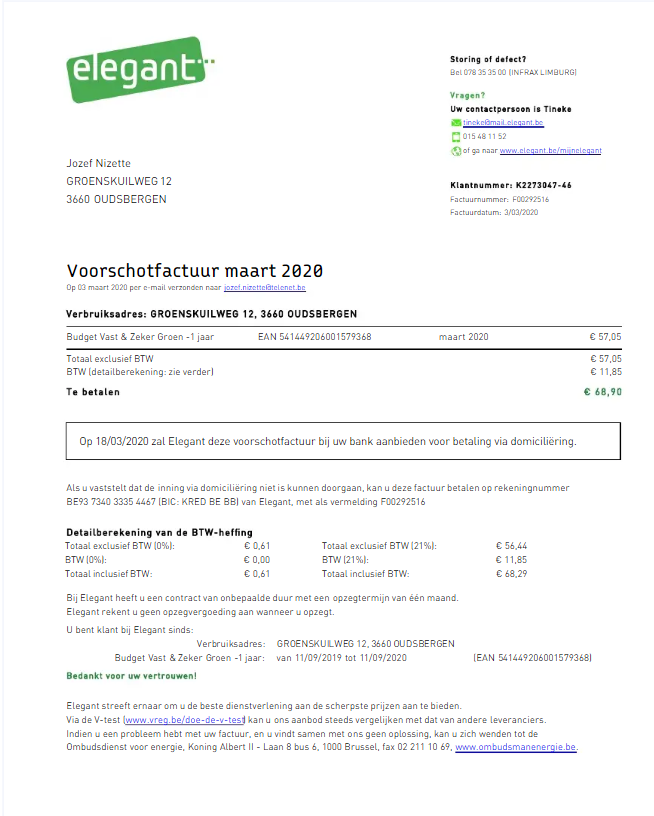 elegant
Storing of defect?
Bel 078 35 35 00 (INFRAX LIMBURG)
Vragen?
Uw contactpersoon is Tineke
tineke@mail.elegant.be
015 48 11 52
of ga naar www.elegant.be/mijnelegant
Jozef Nizette
GROENSKUILWEG 12
3660 OUDSBERGEN
Klantnummer: K2273047-46
Factuurnummer: F00292516
Factuurdatum: 3/03/2020
Voorschotfactuur maart 2020
Op 03 maart 2020 per e-mail verzonden naar jozef.nizette@telenet.be
Verbruiksadres: GROENSKUILWEG 12, 3660 OUDSBERGEN
Budget Vast & Zeker Groen -1 jaar EAN 541449206001579368 maart 2020 € 57,05
Totaal exclusief BTW € 57,05
BTW (detailberekening: zie verder) € 11,85
Te betalen € 68,90
Op 18/03/2020 zal Elegant deze voorschotfactuur bij uw bank aanbieden voor betaling via domiciliëring.
Als u vaststelt dat de inning via domiciliëring niet is kunnen doorgaan, kan u deze factuur betalen op rekeningnummer
BE93 7340 3335 4467 (BIC: KRED BE BB) van Elegant, met als vermelding F00292516
Detailberekening van de BTW-heffing
Totaal exclusief BTW (0%): € 0,61 Totaal exclusief BTW (21%): € 56,44
BTW (0%): € 0,00 BTW (21%): € 11,85
Totaal inclusief BTW: € 0,61 Totaal inclusief BTW: € 68,29
Bij Elegant heeft u een contract van onbepaalde duur met een opzegtermijn van één maand.
Elegant rekent u geen opzegvergoeding aan wanneer u opzegt.
U bent klant bij Elegant sinds:
Verbruiksadres: GROENSKUILWEG 12, 3660 OUDSBERGEN
Budget Vast & Zeker Groen -1 jaar: van 11/09/2019 tot 11/09/2020 (EAN 541449206001579368)
Bedankt voor uw vertrouwen!
Elegant streeft ernaar om u de beste dienstverlening aan de scherpste prijzen aan te bieden.
Via de V-test (www.vreg.be/doe-de-v-test) kan u ons aanbod steeds vergelijken met dat van andere leveranciers.
Indien u een probleem hebt met uw factuur, en u vindt samen met ons geen oplossing, kan u zich wenden tot de
Ombudsdienst voor energie, Koning Albert II - Laan 8 bus 6, 1000 Brussel, fax 02 211 10 69, www.ombudsmanenergie.be.